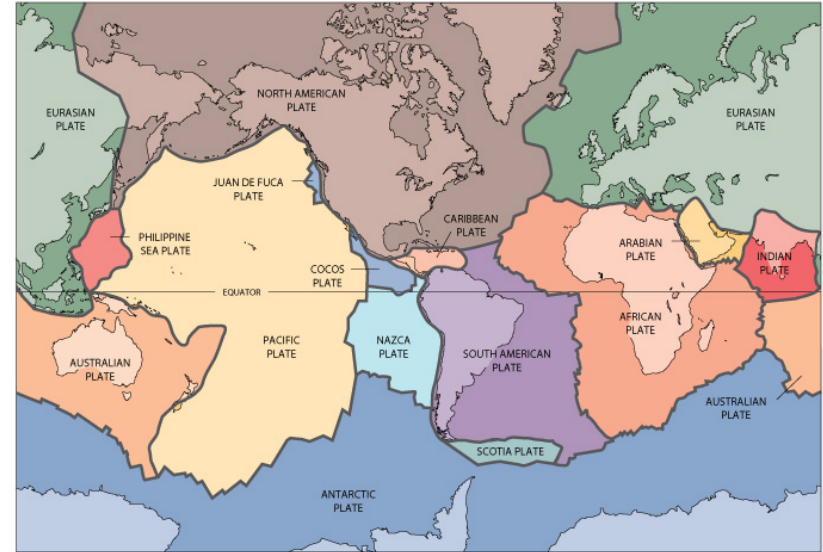 NORTH AMERICAN
PLATE
EURASIAN
PLATE
EURASIAN
PLATE
JUAN DE FUCA
PLATE
CARIBBEAN
PLATE
PHILIPPINE
SEA PLATE
ARABIAN
PLATE
INDIAN
PLATE
COCOS
PLATE
EQUATOR
AFRICAN
PLATE
PACIFIC
PLATE
NAZCA
PLATE
SOUTH AMERICAN
PLATE
AUSTRALIAN
PLATE
AUSTRALIAN
PLATE
SCOTIA PLATE
ANTARCTIC
PLATE